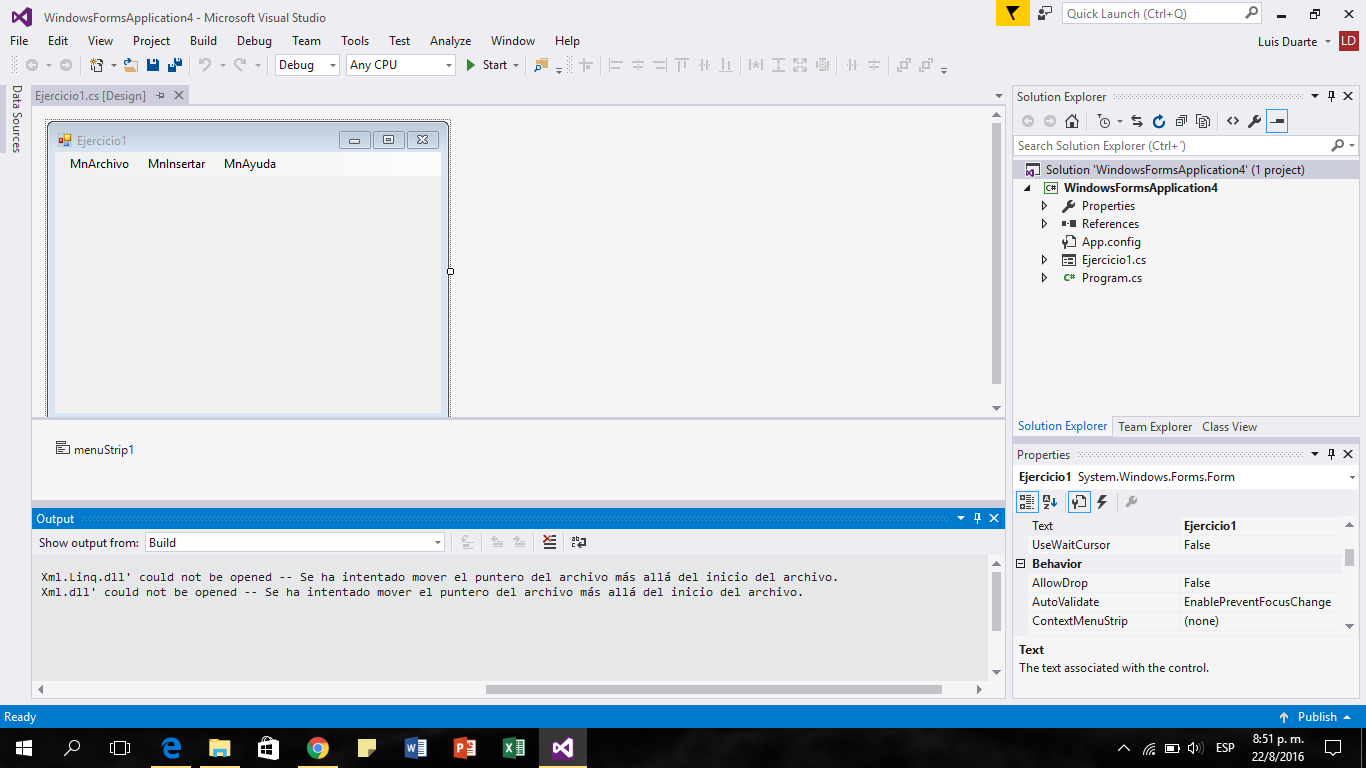 WindowsFormsApplication4 - Microsoft Visual Studio
Quick Launch (Ctrl+Q)
File Edit View Project Build Debug Team Tools Test Analyze Window Help
Luis Duarte LD
Debug Any CPU Start
Data Sources
Ejercicio1.cs [Design]
Ejercicio1
MnArchivo MnInsertar MnAyuda
menuStrip1
Output
Show output from: Build
Xml.Linq.dll' could not be opened -- Se ha intentado mover el puntero del archivo más allá del inicio del archivo.
Xml.dll' could not be opened -- Se ha intentado mover el puntero del archivo más allá del inicio del archivo.
Solution Explorer
Search Solution Explorer (Ctrl+´)
Solution 'WindowsFormsApplication4' (1 project)
C# WindowsFormsApplication4
Properties
References
App.config
Ejercicio1.cs
C# Program.cs
Solution Explorer Team Explorer Class View
Properties
Ejercicio1 System.Windows.Forms.Form
Text Ejercicio1
UseWaitCursor False
Behavior
AllowDrop False
AutoValidate EnablePreventFocusChange
ContextMenuStrip (none)
Text
The text associated with the control.
Ready
Publish
ESP
8:51 p. m.
22/8/2016